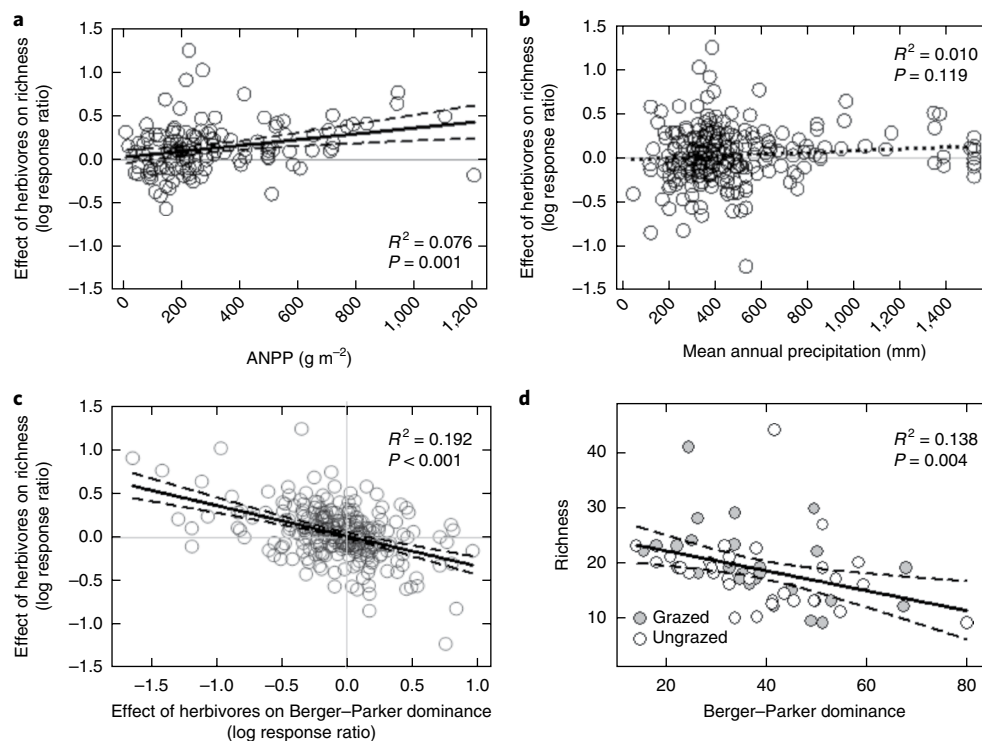 a
1.5
1.0
0.5
0.0
−0.5
−1.0
−1.5
Effect of herbivores on richness
(log response ratio)
R² = 0.076
P = 0.001
0
200
400
600
800
1,000
1,200
ANPP (g m⁻²)
b
1.5
1.0
0.5
0.0
−0.5
−1.0
−1.5
Effect of herbivores on richness
(log response ratio)
R² = 0.010
P = 0.119
0
200
400
600
800
1,000
1,200
1,400
Mean annual precipitation (mm)
c
1.5
1.0
0.5
0.0
−0.5
−1.0
−1.5
Effect of herbivores on richness
(log response ratio)
R² = 0.192
P < 0.001
−1.5 −1.0 −0.5 0.0 0.5 1.0
Effect of herbivores on Berger–Parker dominance
(log response ratio)
d
40
30
20
10
Richness
R² = 0.138
P = 0.004
Grazed
Ungrazed
20 40 60 80
Berger–Parker dominance